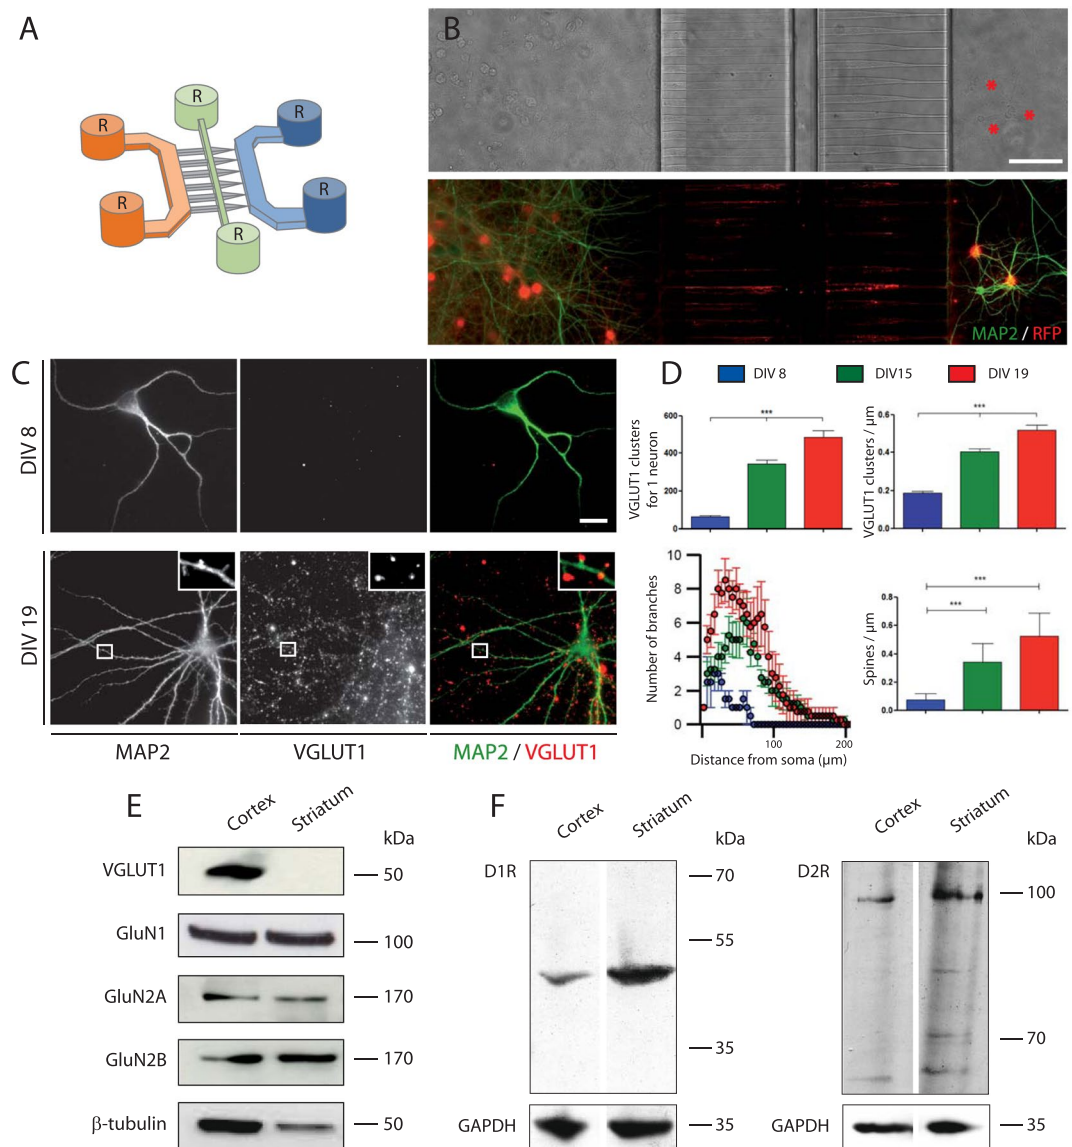 A
R
R
R
R
R
R
B
* * *
MAP2 / RFP
C
DIV 8
DIV 19
MAP2
VGLUT1
MAP2 / VGLUT1
D
DIV 8
DIV15
DIV 19
VGLUT1 clusters
for 1 neuron
600
400
200
0
***
VGLUT1 clusters / µm
0.6
0.4
0.2
0.0
***
Number of branches
10
8
6
4
2
0
100
200
Distance from soma (µm)
Spines / µm
0.8
0.6
0.4
0.2
0.0
***
***
E
Cortex
Striatum
kDa
VGLUT1
50
GluN1
100
GluN2A
170
GluN2B
170
β-tubulin
50
F
Cortex
Striatum
kDa
D1R
70
55
35
GAPDH
35
Cortex
Striatum
kDa
D2R
100
70
GAPDH
35